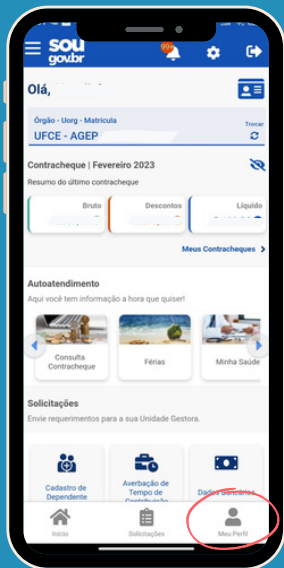 sou
gov.br
99+
Olá,
Órgão - Uorg - Matrícula
Trocar
UFCE - AGEP
Contracheque | Fevereiro 2023
Resumo do último contracheque
Bruto
Descontos
Líquido
Meus Contracheques
Autoatendimento
Aqui você tem informação a hora que quiser!
Consulta
Contracheque
Férias
Minha Saúde
Solicitações
Envie requerimentos para a sua Unidade Gestora.
Cadastro de
Dependente
Averbação de
Tempo de
Contribuição
Dados Bancários
Início
Solicitações
Meu Perfil